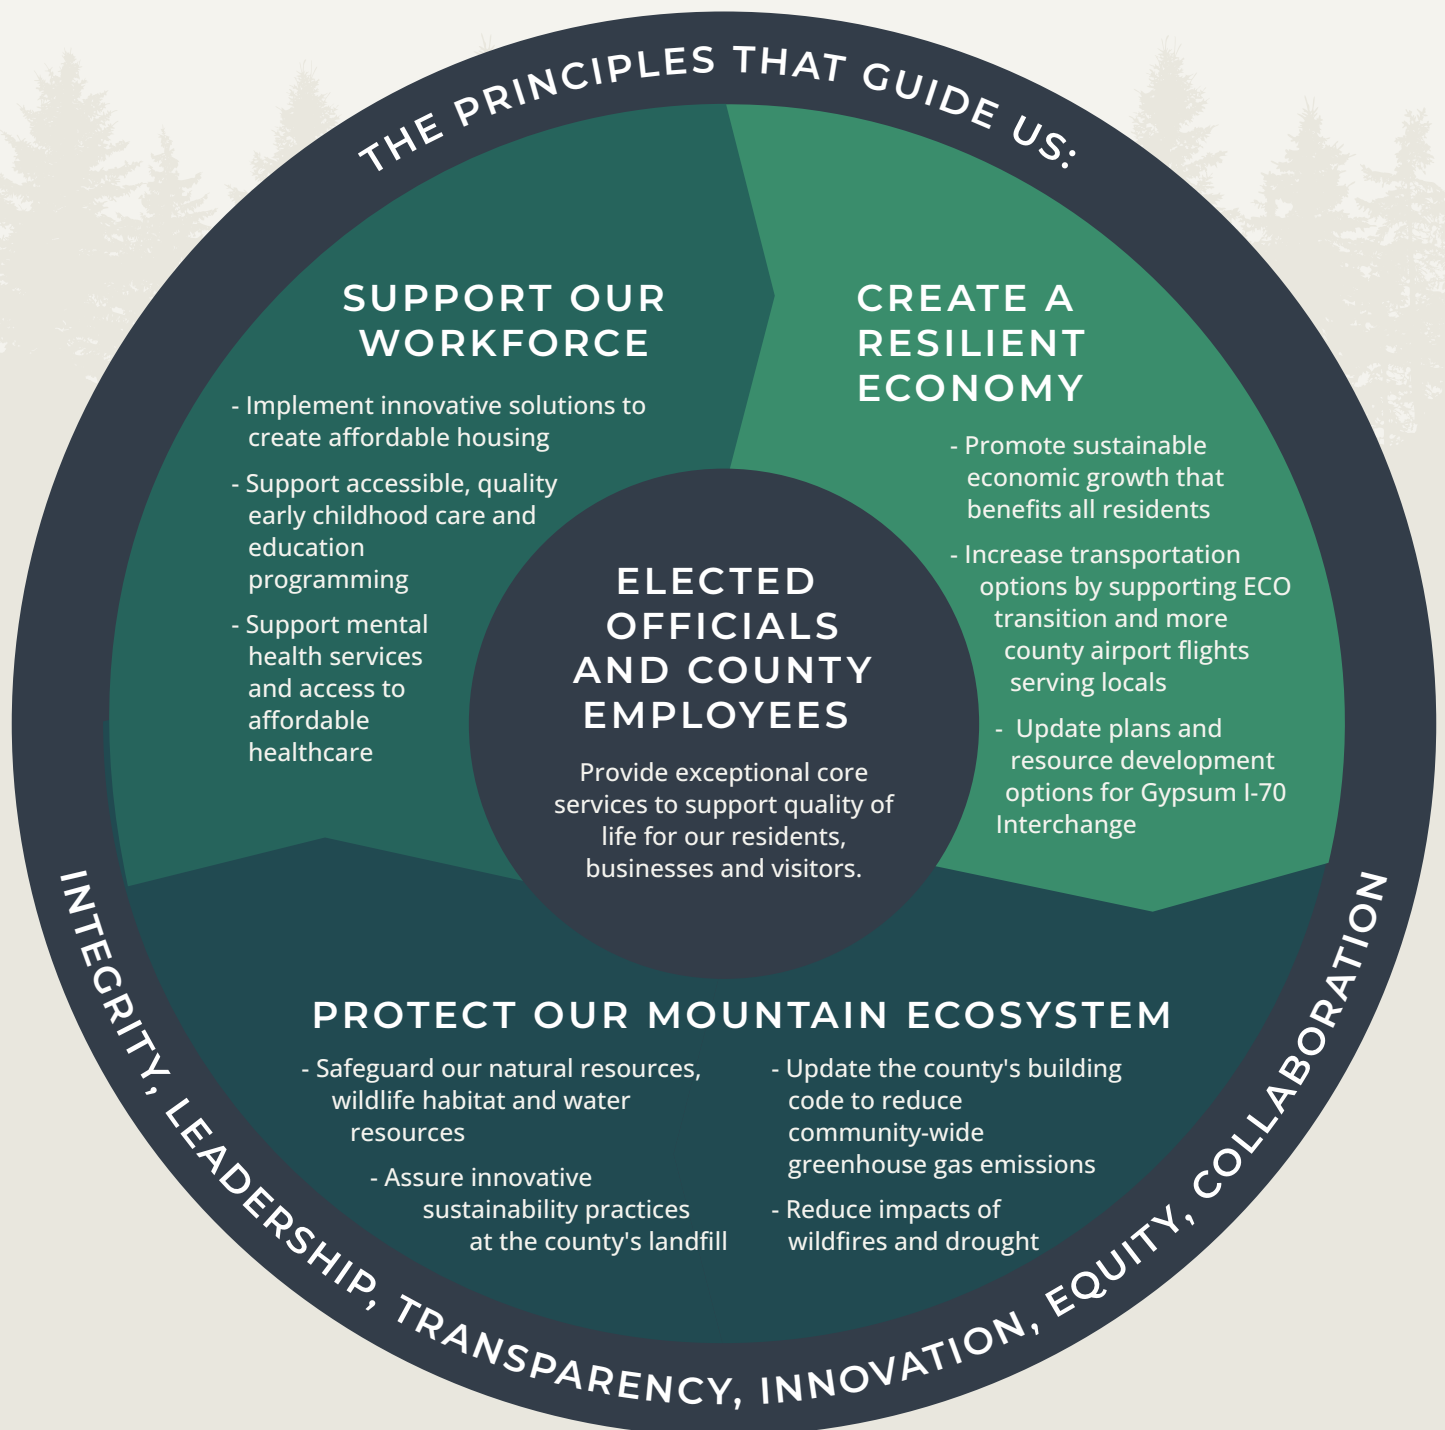 THE PRINCIPLES THAT GUIDE US:
SUPPORT OUR
WORKFORCE
- Implement innovative solutions to
create affordable housing
- Support accessible, quality
early childhood care and
education
programming
- Support mental
health services
and access to
affordable
healthcare
CREATE A
RESILIENT
ECONOMY
- Promote sustainable
economic growth that
benefits all residents
- Increase transportation
options by supporting ECO
transition and more
county airport flights
serving locals
- Update plans and
resource development
options for Gypsum I-70
Interchange
ELECTED
OFFICIALS
AND COUNTY
EMPLOYEES
Provide exceptional core
services to support quality of
life for our residents,
businesses and visitors.
PROTECT OUR MOUNTAIN ECOSYSTEM
- Safeguard our natural resources,
wildlife habitat and water
resources
- Assure innovative
sustainability practices
at the county's landfill
- Update the county's building
code to reduce
community-wide
greenhouse gas emissions
- Reduce impacts of
wildfires and drought
INTEGRITY, LEADERSHIP, TRANSPARENCY, INNOVATION, EQUITY, COLLABORATION